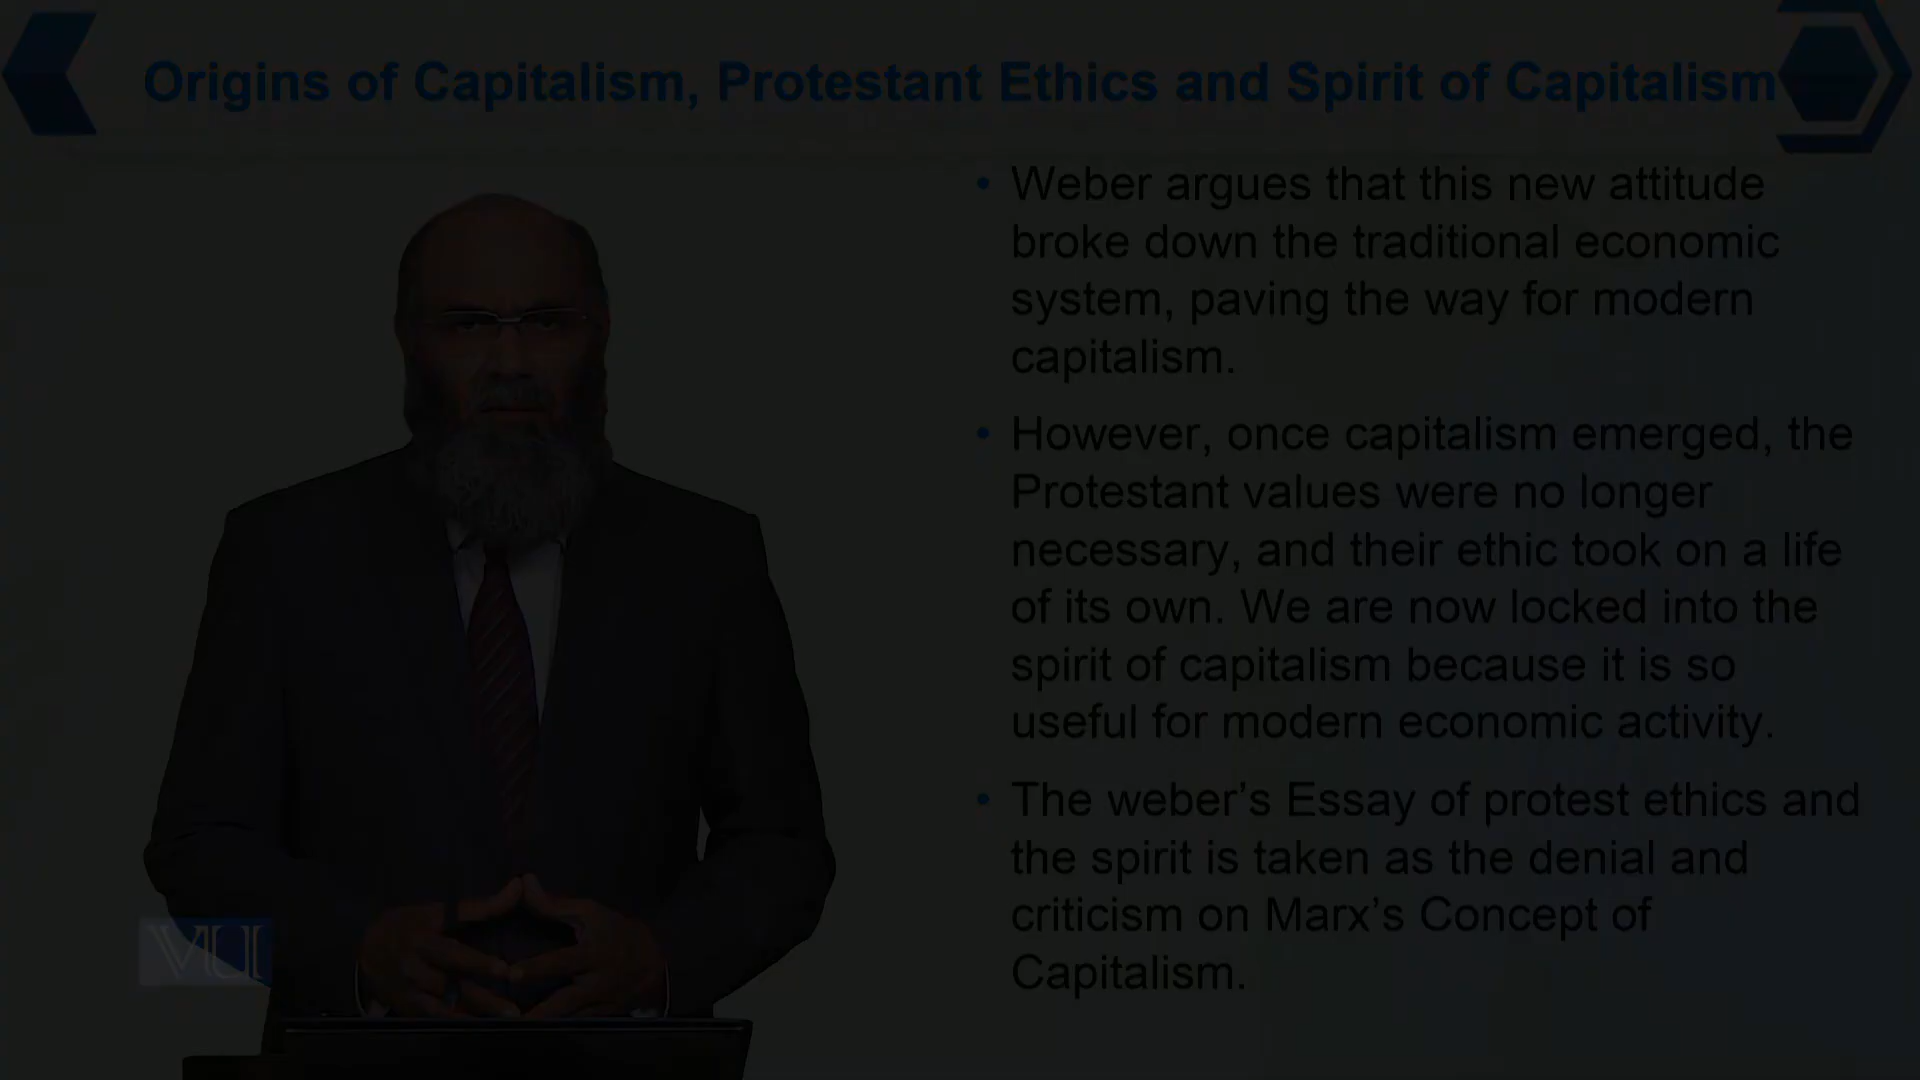 Origins of Capitalism, Protestant Ethics and Spirit of Capitalism
• Weber argues that this new attitude
broke down the traditional economic
system, paving the way for modern
capitalism.
• However, once capitalism emerged, the
Protestant values were no longer
necessary, and their ethic took on a life
of its own. We are now locked into the
spirit of capitalism because it is so
useful for modern economic activity.
• The weber’s Essay of protest ethics and
the spirit is taken as the denial and
criticism on Marx’s Concept of
Capitalism.
VU